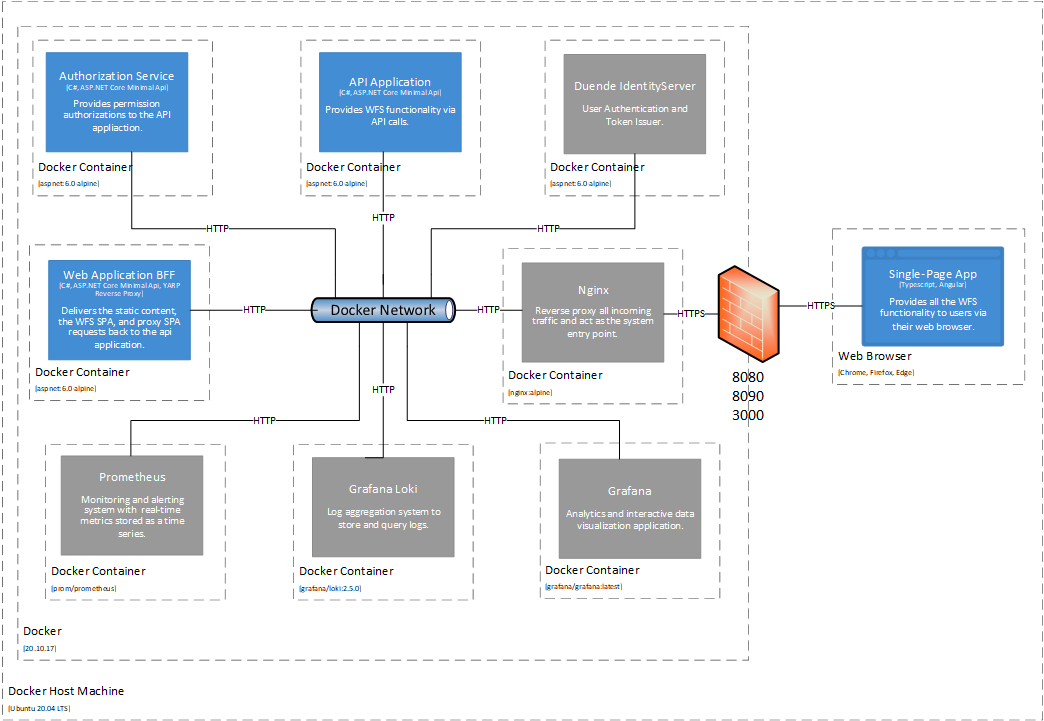 Authorization Service
[C#, ASP.NET Core Minimal Api]
Provides permission
authorizations to the API
appliaction.
Docker Container
[aspnet:6.0-alpine]
API Application
[C#, ASP.NET Core Minimal Api]
Provides WFS functionality via
API calls.
Docker Container
[aspnet:6.0-alpine]
Duende IdentityServer
User Authentication and
Token Issuer.
Docker Container
[aspnet:6.0-alpine]
HTTP
HTTP
HTTP
Web Application BFF
[C#, ASP.NET Core Minimal Api, YARP
Reverse Proxy]
Delivers the static content,
the WFS SPA, and proxy SPA
requests back to the api
application.
Docker Container
[aspnet:6.0-alpine]
HTTP
Docker Network
HTTP
Nginx
Reverse proxy all incoming
traffic and act as the system
entry point.
Docker Container
[nginx:alpine]
HTTPS
8080
8090
3000
HTTPS
Single-Page App
[Typescript, Angular]
Provides all the WFS
functionality to users via
their web browser.
Web Browser
[Chrome, Firefox, Edge]
HTTP
HTTP
HTTP
Prometheus
Monitoring and alerting
system with real-time
metrics stored as a time
series.
Docker Container
[prom/prometheus]
Grafana Loki
Log aggregation system to
store and query logs.
Docker Container
[grafana/loki:2.5.0]
Grafana
Analytics and interactive data
visualization application.
Docker Container
[grafana/grafana:latest]
Docker
[20.10.17]
Docker Host Machine
[Ubuntu 20.04 LTS]